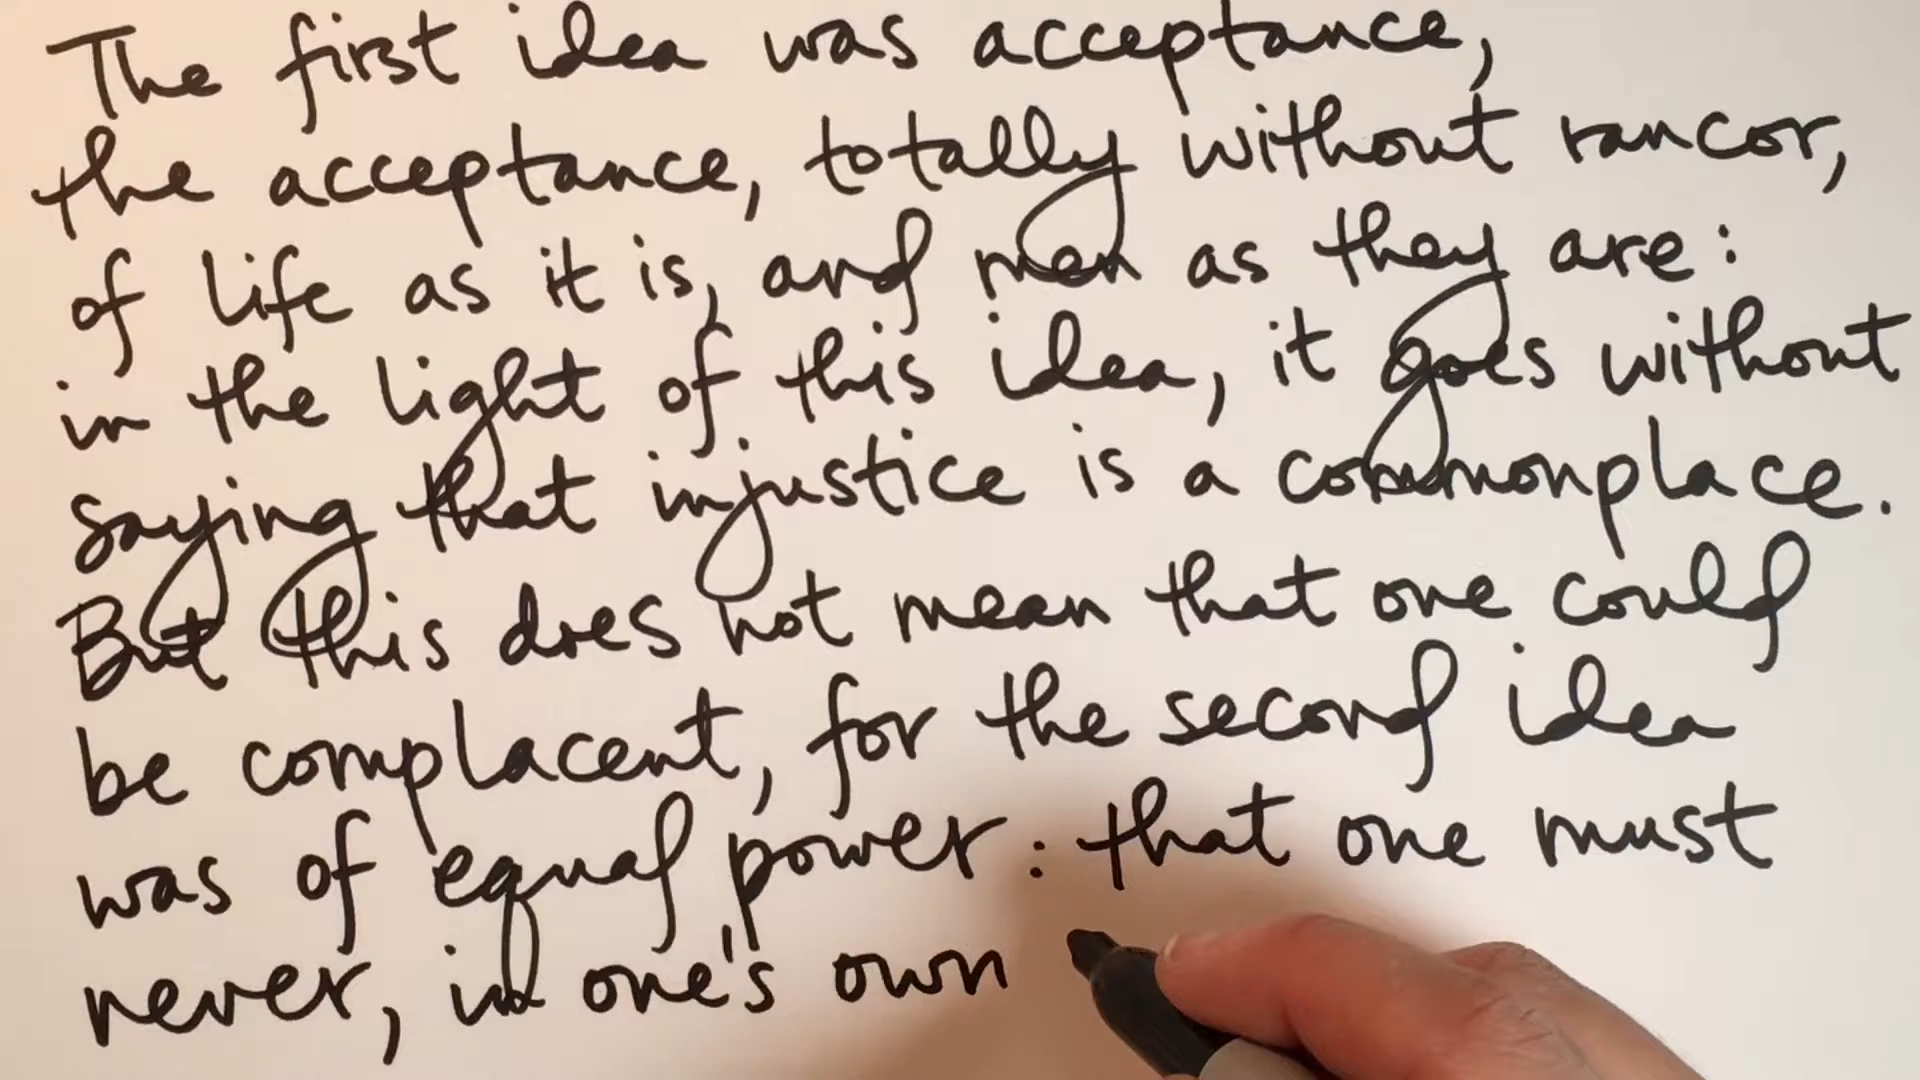 The first idea was acceptance,
the acceptance, totally without rancor,
of life as it is, and men as they are:
in the light of this idea, it goes without
saying that injustice is a commonplace.
But this does not mean that one could
be complacent, for the second idea
was of equal power: that one must
never, in one's own